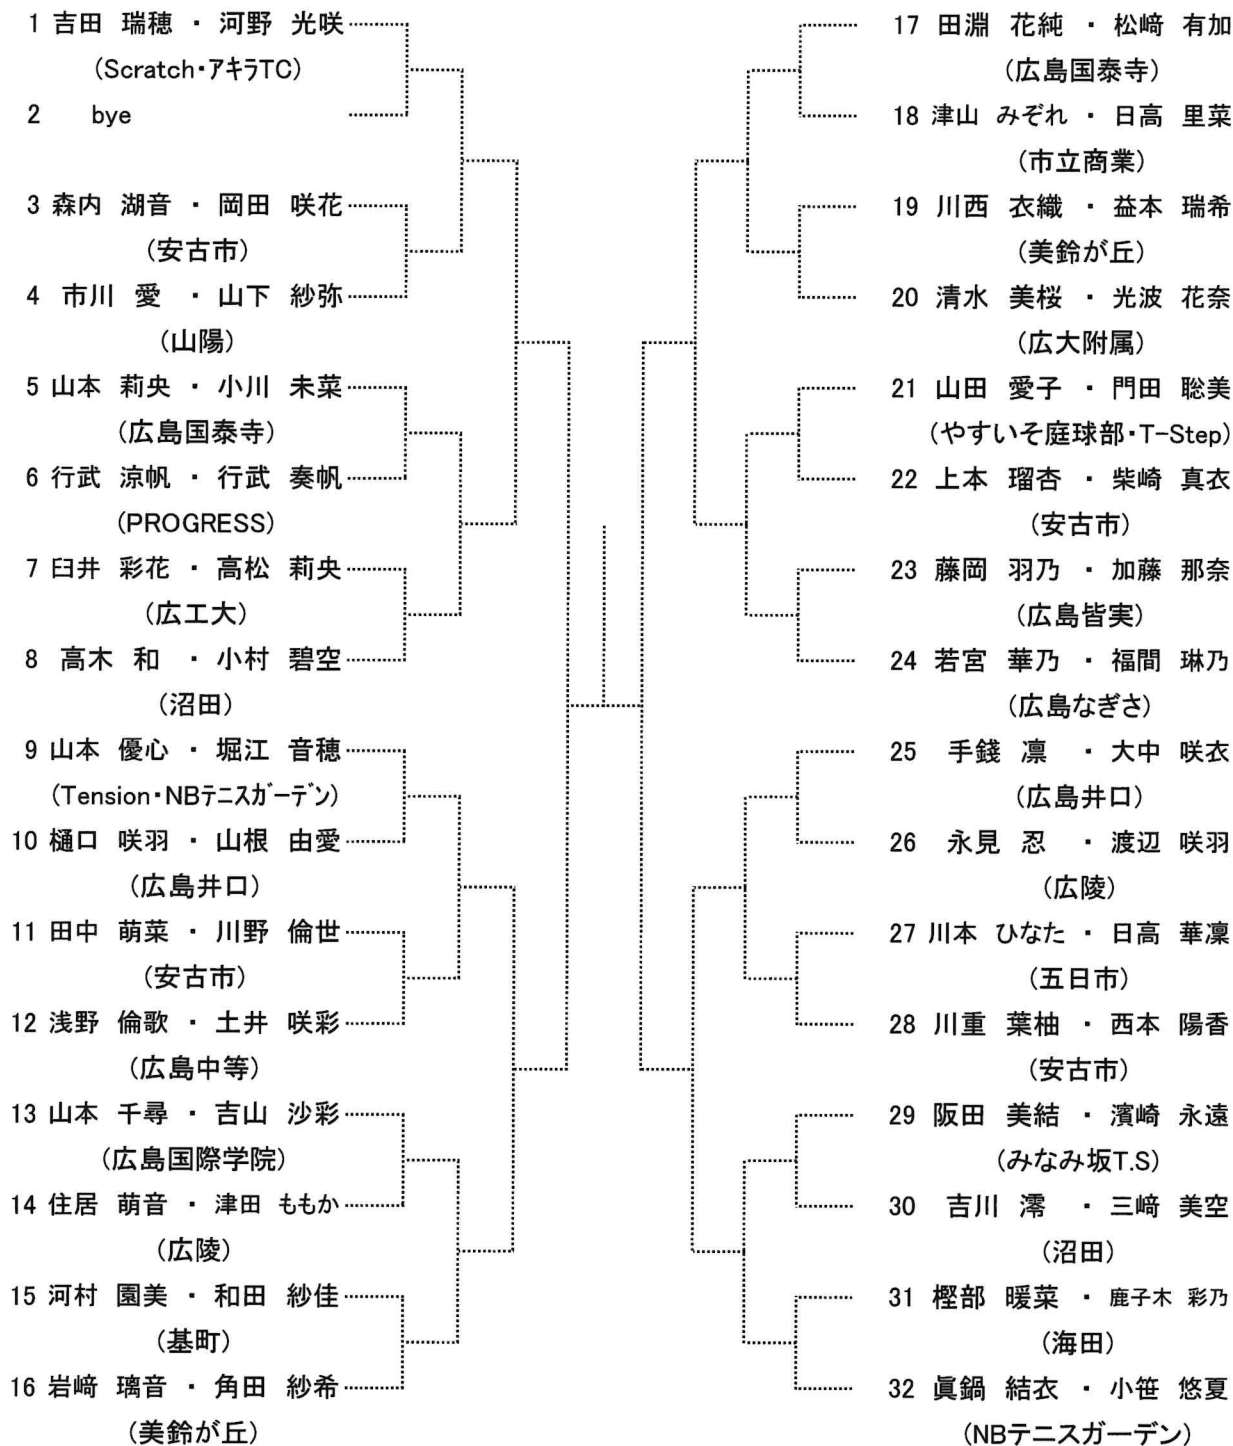 1 吉田 瑞穂 ・ 河野 光咲
(Scratch・アキラTC)
2 bye
3 森内 湖音 ・ 岡田 咲花
(安古市)
4 市川 愛 ・ 山下 紗弥
(山陽)
5 山本 莉央 ・ 小川 未菜
(広島国泰寺)
6 行武 涼帆 ・ 行武 奏帆
(PROGRESS)
7 臼井 彩花 ・ 高松 莉央
(広工大)
8 高木 和 ・ 小村 碧空
(沼田)
9 山本 優心 ・ 堀江 音穂
(Tension・NBテニスガーデン)
10 樋口 咲羽 ・ 山根 由愛
(広島井口)
11 田中 萌菜 ・ 川野 倫世
(安古市)
12 浅野 倫歌 ・ 土井 咲彩
(広島中等)
13 山本 千尋 ・ 吉山 沙彩
(広島国際学院)
14 住居 萌音 ・ 津田 ももか
(広陵)
15 河村 園美 ・ 和田 紗佳
(基町)
16 岩﨑 璃音 ・ 角田 紗希
(美鈴が丘)
17 田淵 花純 ・ 松﨑 有加
(広島国泰寺)
18 津山 みぞれ ・ 日高 里菜
(市立商業)
19 川西 衣織 ・ 益本 瑞希
(美鈴が丘)
20 清水 美桜 ・ 光波 花奈
(広大附属)
21 山田 愛子 ・ 門田 聡美
(やすいそ庭球部・T-Step)
22 上本 瑠杏 ・ 柴崎 真衣
(安古市)
23 藤岡 羽乃 ・ 加藤 那奈
(広島皆実)
24 若宮 華乃 ・ 福間 琳乃
(広島なぎさ)
25 手錢 凛 ・ 大中 咲衣
(広島井口)
26 永見 忍 ・ 渡辺 咲羽
(広陵)
27 川本 ひなた ・ 日高 華凜
(五日市)
28 川重 葉柚 ・ 西本 陽香
(安古市)
29 阪田 美結 ・ 濱崎 永遠
(みなみ坂T.S)
30 吉川 澪 ・ 三﨑 美空
(沼田)
31 樫部 暖菜 ・ 鹿子木 彩乃
(海田)
32 眞鍋 結衣 ・ 小笹 悠夏
(NBテニスガーデン)